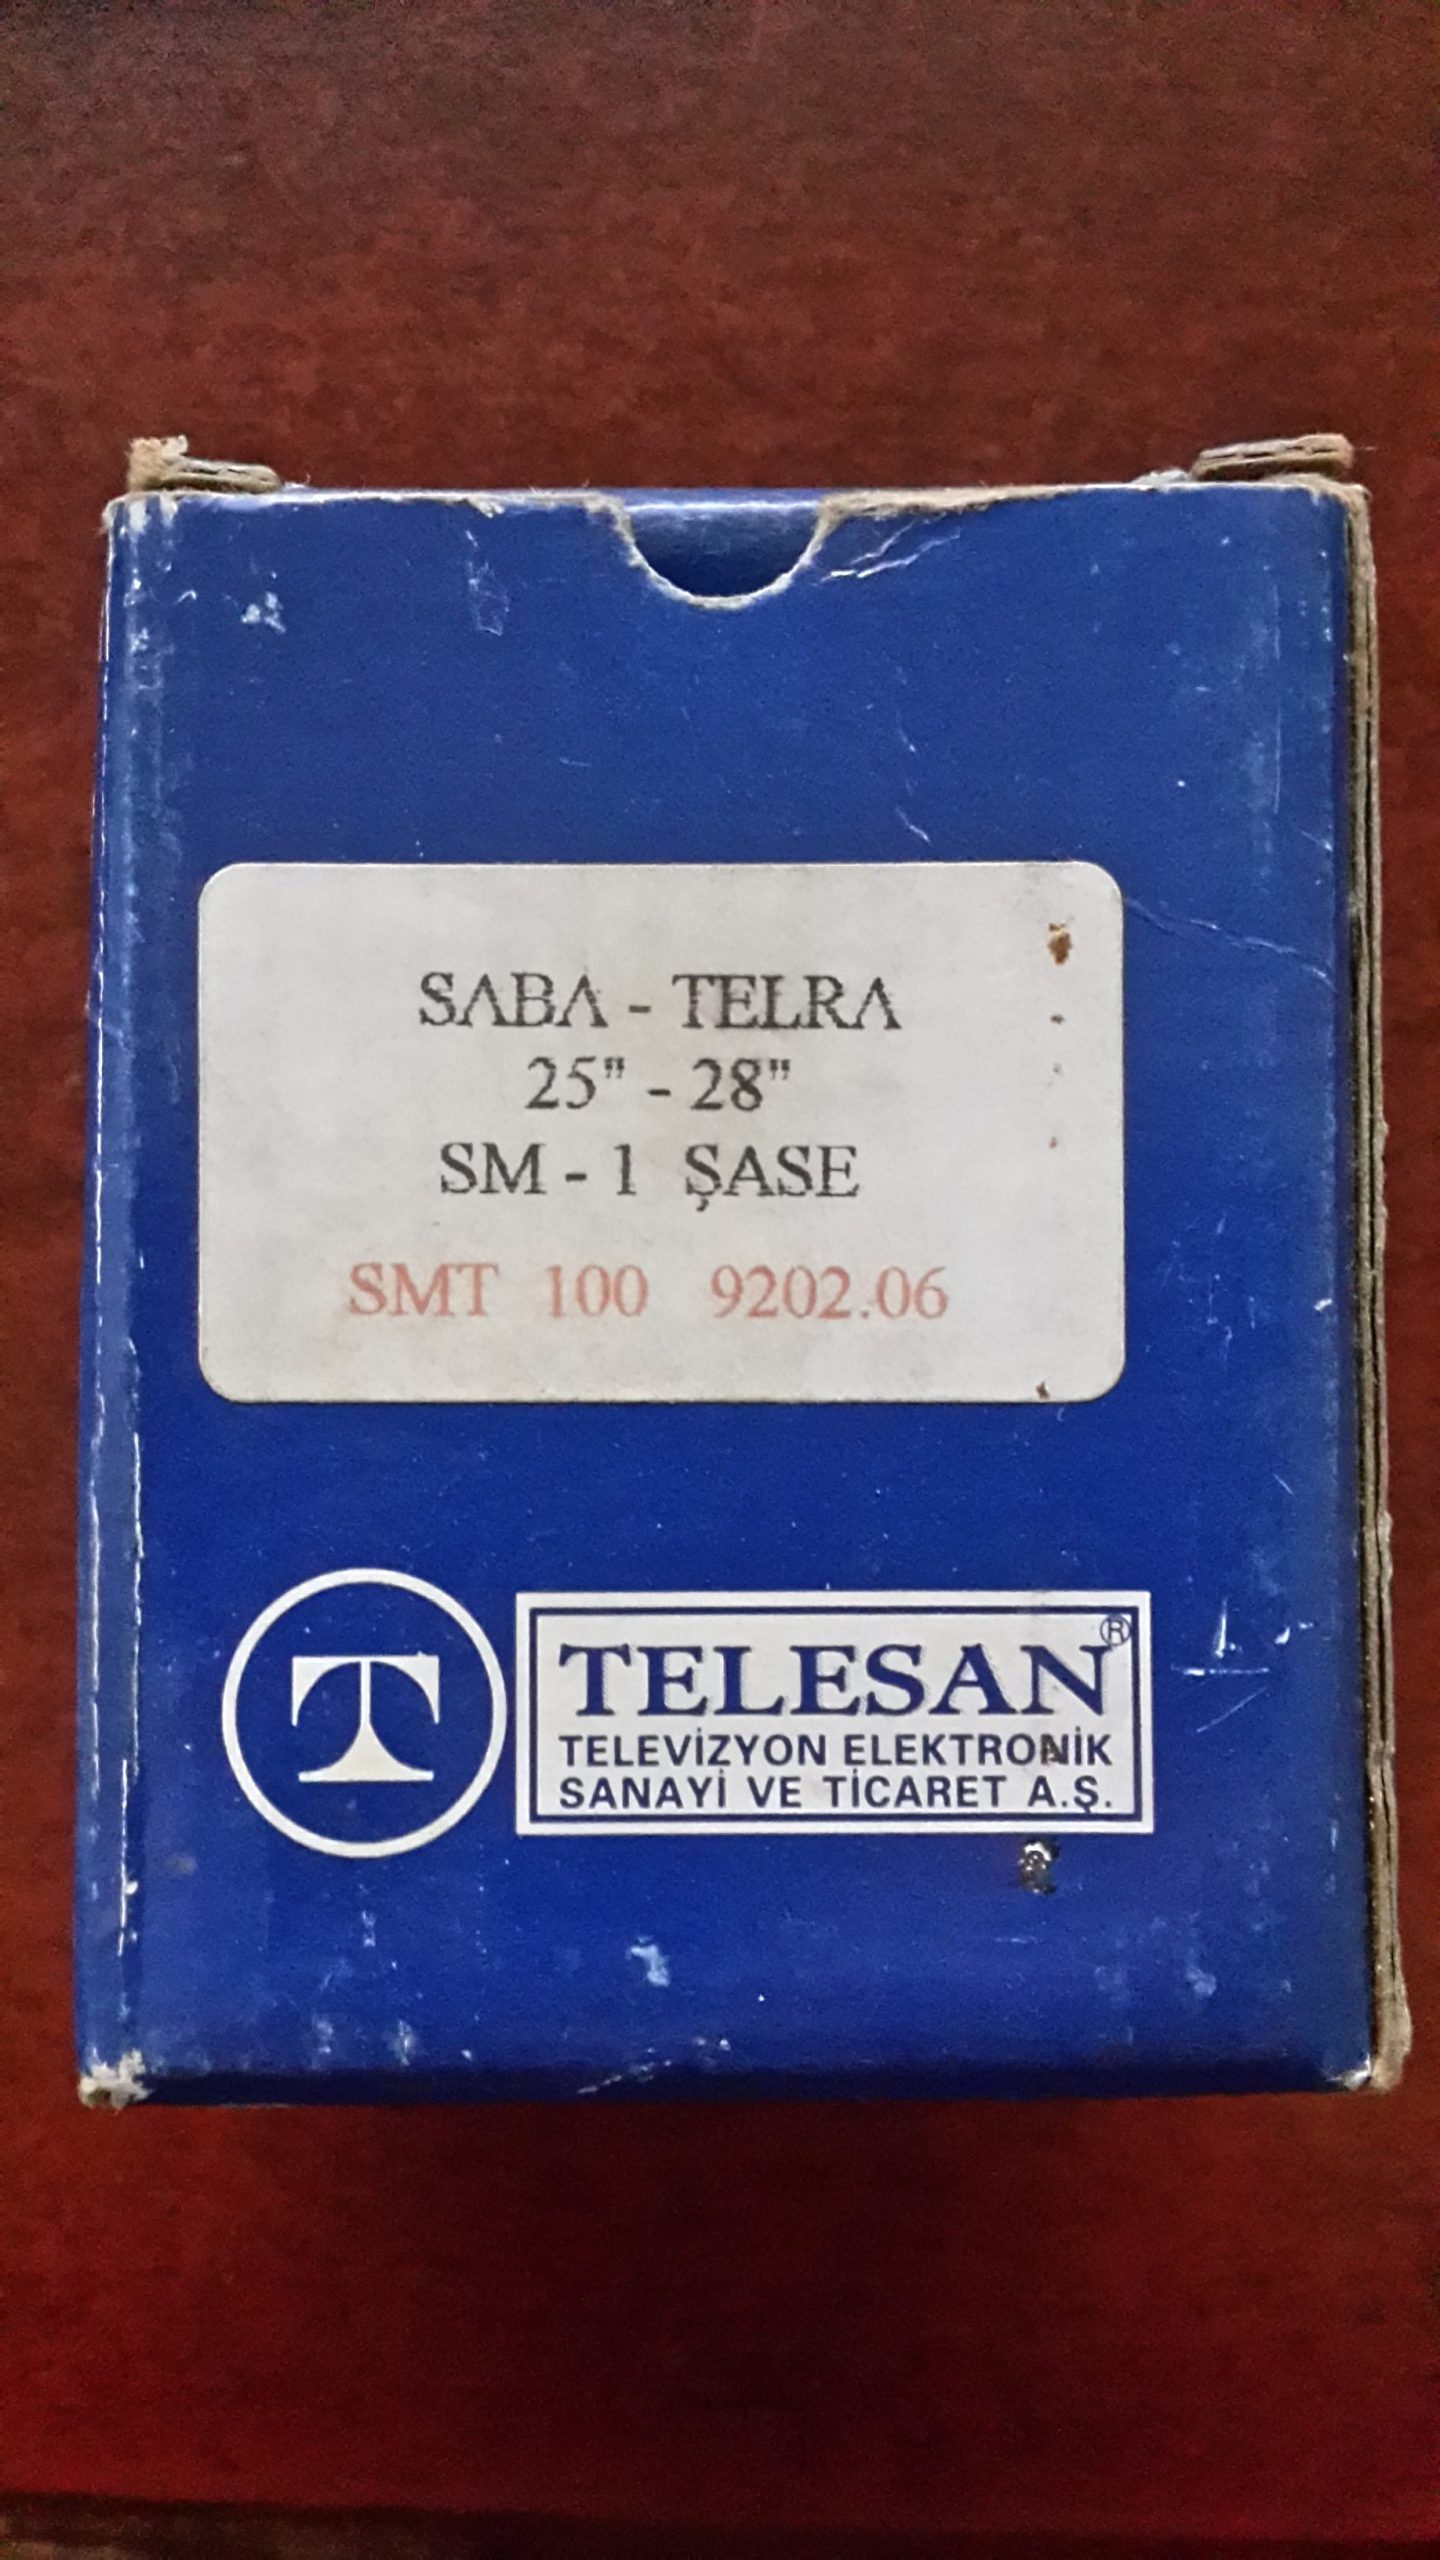 SABA - TELRA
25" - 28"
SM - 1 ŞASE
SMT 100 9202.06
T
TELESAN®
TELEVİZYON ELEKTRONİK
SANAYİ VE TİCARET A.Ş.